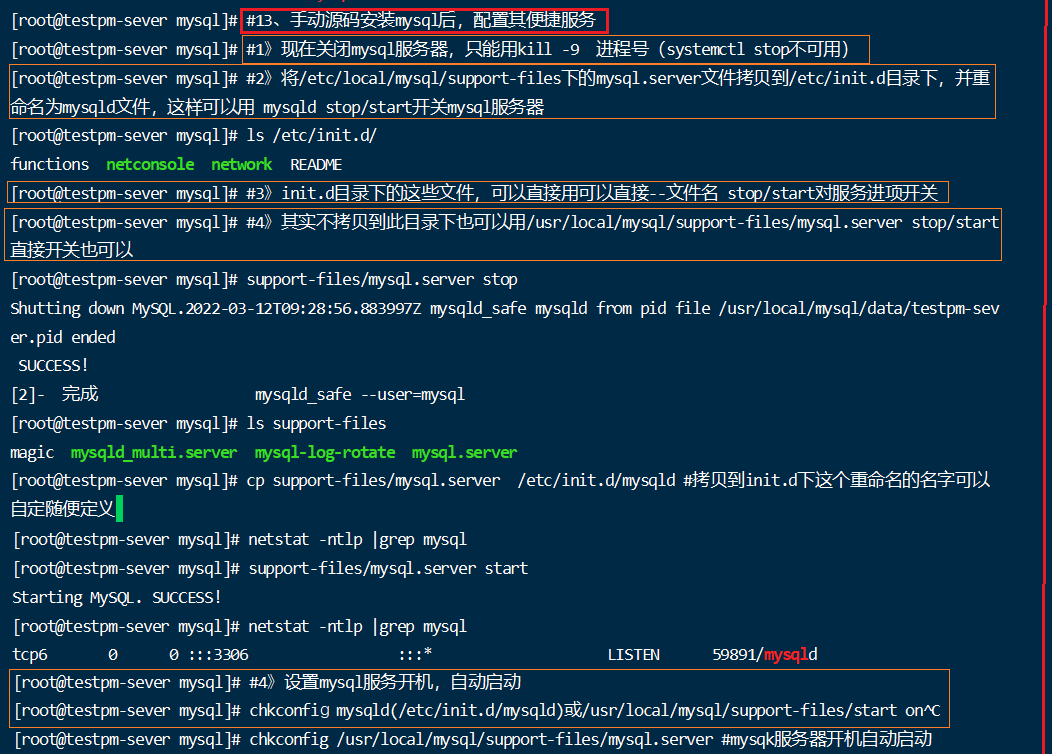 [root@testpm-sever mysql]# #13、手动源码安装mysql后，配置其便捷服务
[root@testpm-sever mysql]# #1》现在关闭mysql服务器，只能用kill -9  进程号（systemctl stop不可用）
[root@testpm-sever mysql]# #2》将/etc/local/mysql/support-files下的mysql.server文件拷贝到/etc/init.d目录下，并重
命名为mysqld文件，这样可以用 mysqld stop/start开关mysql服务器
[root@testpm-sever mysql]# ls /etc/init.d/
functions  netconsole  network  README
[root@testpm-sever mysql]# #3》init.d目录下的这些文件，可以直接用可以直接--文件名 stop/start对服务进项开关
[root@testpm-sever mysql]# #4》其实不拷贝到此目录下也可以用/usr/local/mysql/support-files/mysql.server stop/start
直接开关也可以
[root@testpm-sever mysql]# support-files/mysql.server stop
Shutting down MySQL.2022-03-12T09:28:56.883997Z mysqld_safe mysqld from pid file /usr/local/mysql/data/testpm-sev
er.pid ended
 SUCCESS!
[2]-  完成                  mysqld_safe --user=mysql
[root@testpm-sever mysql]# ls support-files
magic  mysqld_multi.server  mysql-log-rotate  mysql.server
[root@testpm-sever mysql]# cp support-files/mysql.server  /etc/init.d/mysqld #拷贝到init.d下这个重命名的名字可以
自定随便定义
[root@testpm-sever mysql]# netstat -ntlp |grep mysql
[root@testpm-sever mysql]# support-files/mysql.server start
Starting MySQL. SUCCESS!
[root@testpm-sever mysql]# netstat -ntlp |grep mysql
tcp6       0      0 :::3306                 :::*                    LISTEN      59891/mysqld
[root@testpm-sever mysql]# #4》设置mysql服务开机，自动启动
[root@testpm-sever mysql]# chkconfig mysqld(/etc/init.d/mysqld)或/usr/local/mysql/support-files/start on^C
[root@testpm-sever mysql]# chkconfig /usr/local/mysql/support-files/mysql.server #mysqk服务器开机自动启动